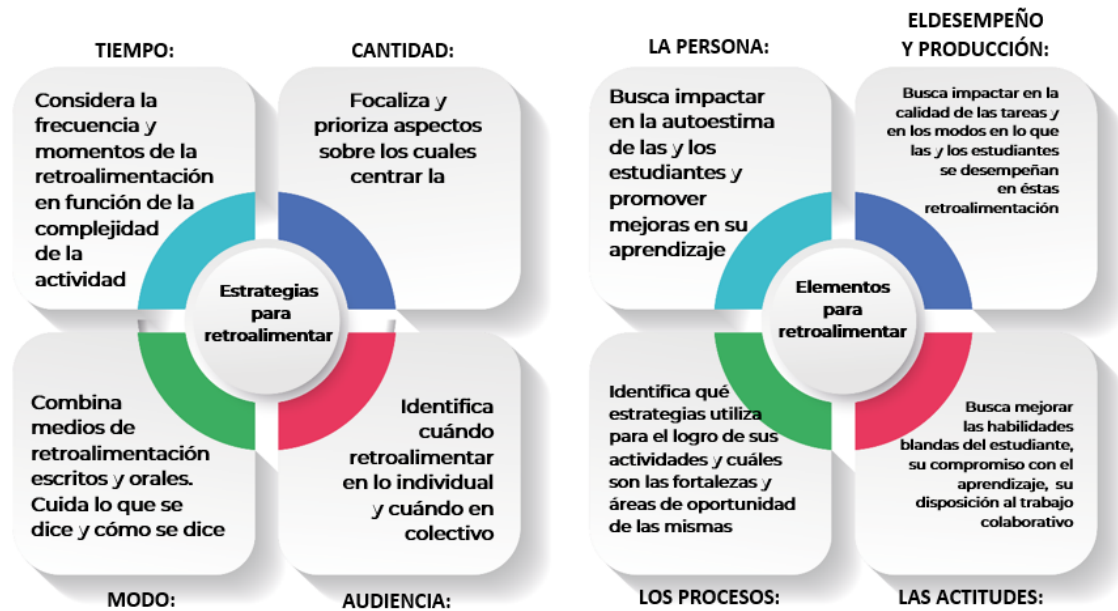 TIEMPO:
Considera la
frecuencia y
momentos de la
retroalimentación
en función de la
complejidad
de la
actividad
CANTIDAD:
Focaliza y
prioriza aspectos
sobre los cuales
centrar la
Estrategias
para
retroalimentar
Combina
medios de
retroalimentación
escritos y orales.
Cuida lo que se
dice y cómo se dice
MODO:
Identifica
cuándo
retroalimentar
en lo individual
y cuándo en
colectivo
AUDIENCIA:
LA PERSONA:
Busca impactar
en la autoestima
de las y los
estudiantes y
promover
mejoras en su
aprendizaje
ELDESEMPEÑO
Y PRODUCCIÓN:
Busca impactar en la
calidad de las tareas y
en los modos en lo que
las y los estudiantes
se desempeñan
en éstas
retroalimentación
Elementos
para
retroalimentar
Identifica qué
estrategias utiliza
para el logro de sus
actividades y cuáles
son las fortalezas y
áreas de oportunidad
de las mismas
LOS PROCESOS:
Busca mejorar
las habilidades
blandas del estudiante,
su compromiso con el
aprendizaje, su
disposición al trabajo
colaborativo
LAS ACTITUDES: